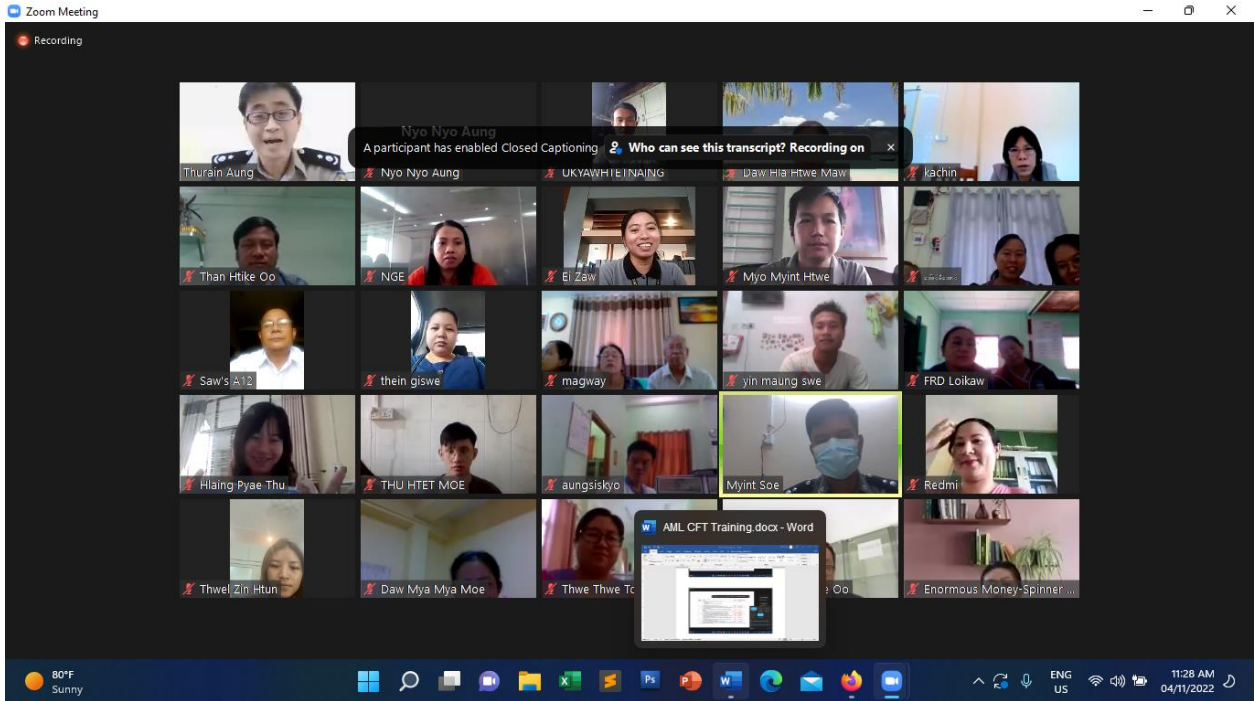 Zoom Meeting
Recording
Nyo Nyo Aung
A participant has enabled Closed Captioning Who can see this transcript? Recording on
Thurain Aung
Nyo Nyo Aung
UKYAWHTETNAING
Daw Hla Htwe Maw
kachin
Than Htike Oo
NGE
Ei Zaw
Myo Myint Htwe
Saw's A12
thein giswe
magway
yin maung swe
FRD Loikaw
Hlaing Pyae Thu
THU HTET MOE
aungsiskyo
Myint Soe
Redmi
AML CFT Training.docx - Word
Thwel Zin Htun
Daw Mya Mya Moe
Thwe Thwe
Oo
Enormous Money-Spinner ...
80°F
Sunny
Ps
ENG
US
11:28 AM
04/11/2022